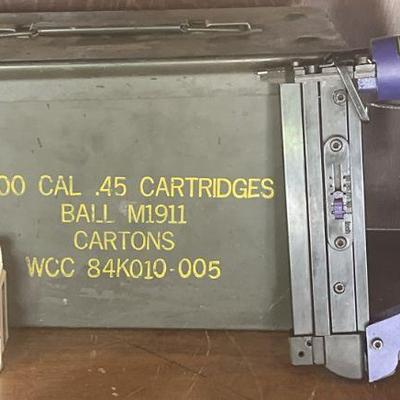 00 CAL .45 CARTRIDGES
BALL M1911
CARTONS
WCC 84K010-005